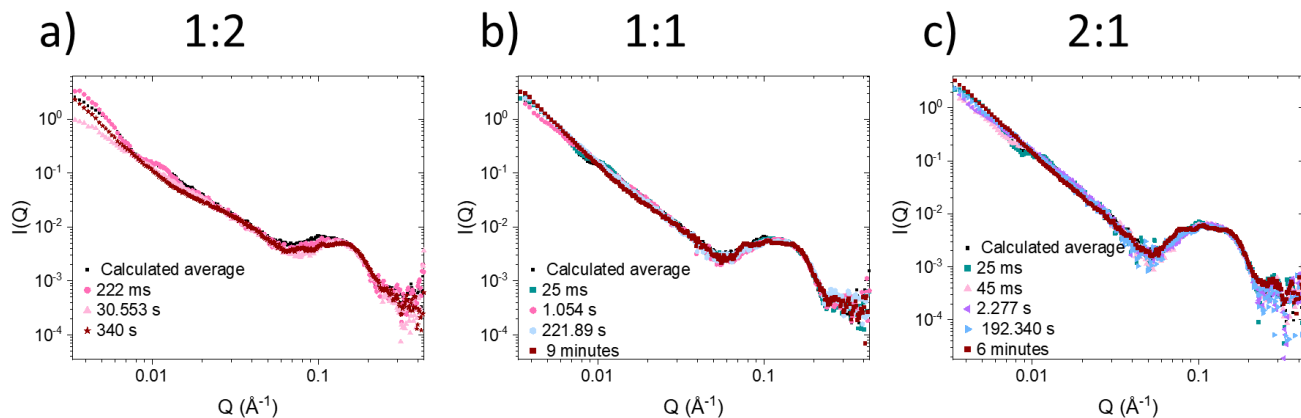 a) 1:2
10⁰
10⁻¹
10⁻²
10⁻³
10⁻⁴
I(Q)
Calculated average
222 ms
30.553 s
340 s
0.01 0.1
Q (Å⁻¹)
b) 1:1
10⁰
10⁻¹
10⁻²
10⁻³
10⁻⁴
I(Q)
Calculated average
25 ms
1.054 s
221.89 s
9 minutes
0.01 0.1
Q (Å⁻¹)
c) 2:1
10⁰
10⁻¹
10⁻²
10⁻³
10⁻⁴
I(Q)
Calculated average
25 ms
45 ms
2.277 s
192.340 s
6 minutes
0.01 0.1
Q (Å⁻¹)